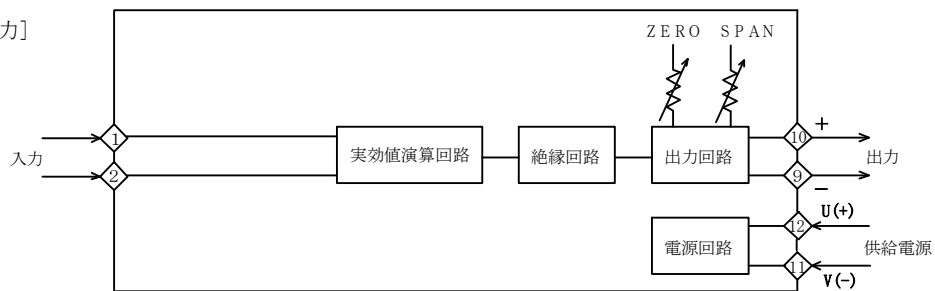 力]
ZERO SPAN
入力
1
2
実効値演算回路
絶縁回路
出力回路
10
+
9
−
出力
電源回路
12
U(+)
11
V(−)
供給電源